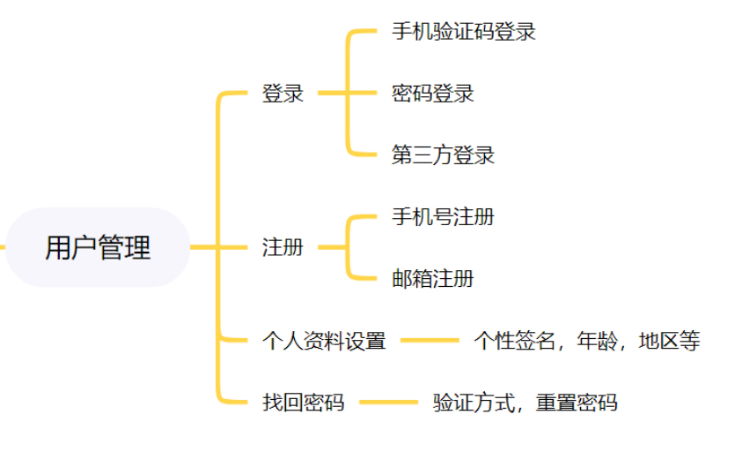 用户管理
登录
手机验证码登录
密码登录
第三方登录
注册
手机号注册
邮箱注册
个人资料设置
个性签名，年龄，地区等
找回密码
验证方式，重置密码